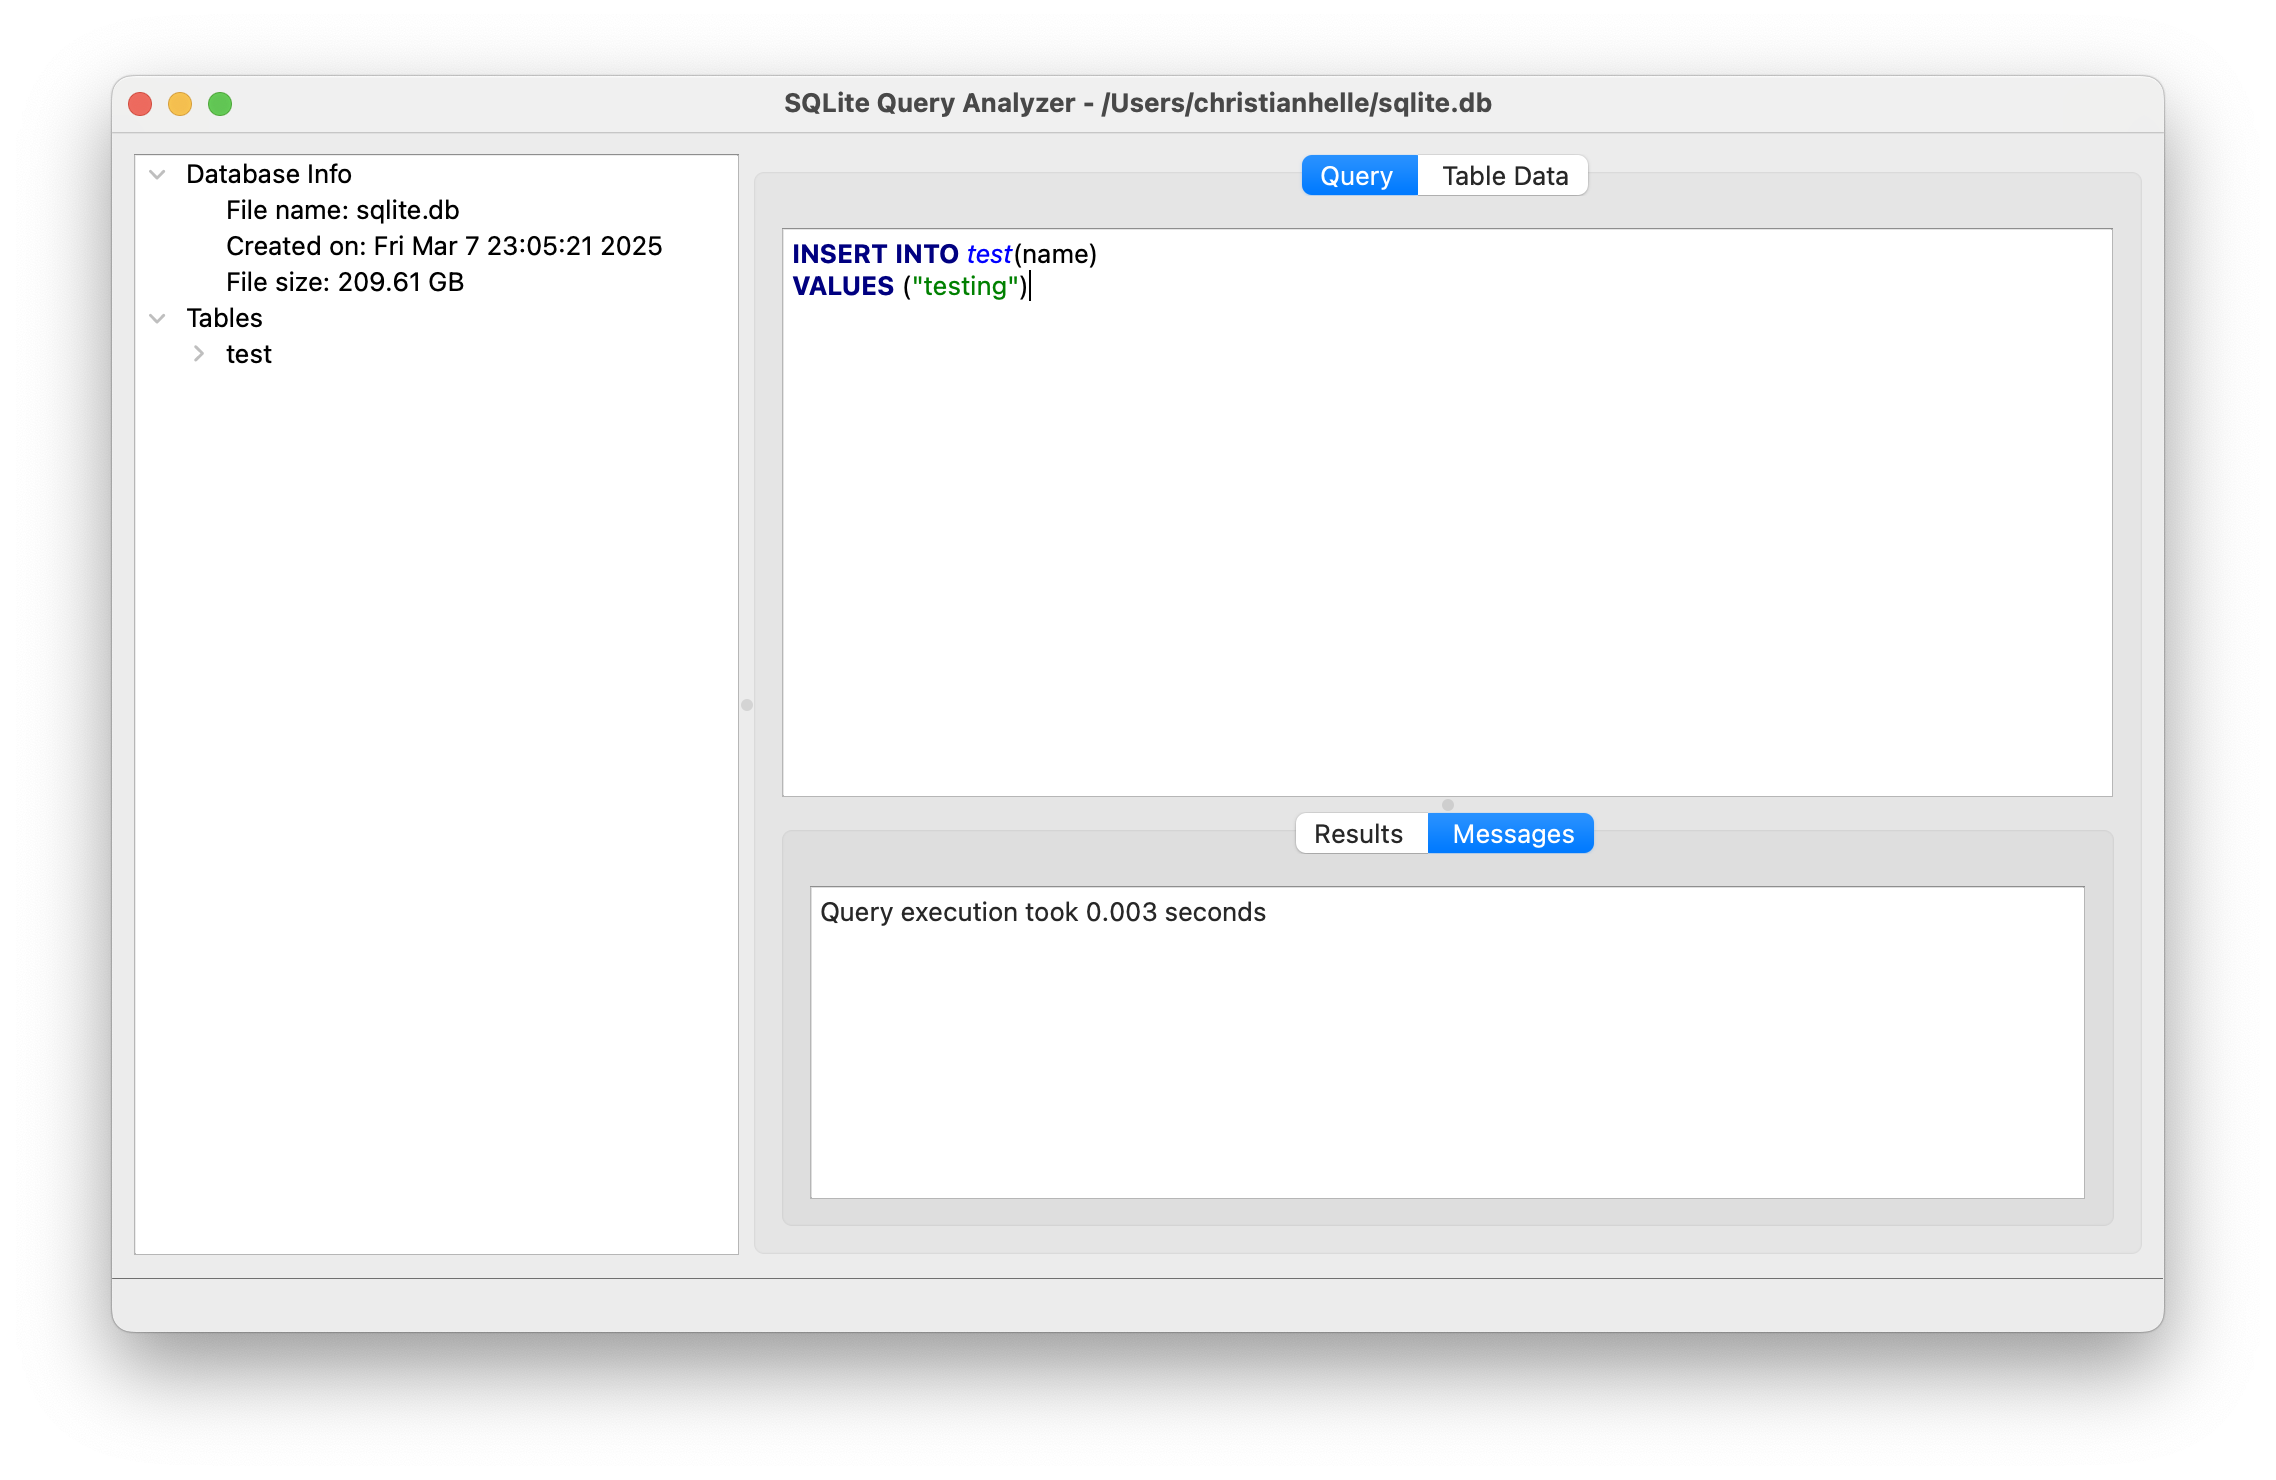 SQLite Query Analyzer - /Users/christianhelle/sqlite.db
Database Info
File name: sqlite.db
Created on: Fri Mar 7 23:05:21 2025
File size: 209.61 GB
Tables
test
Query
Table Data
INSERT INTO test(name)
VALUES ("testing")
Results
Messages
Query execution took 0.003 seconds